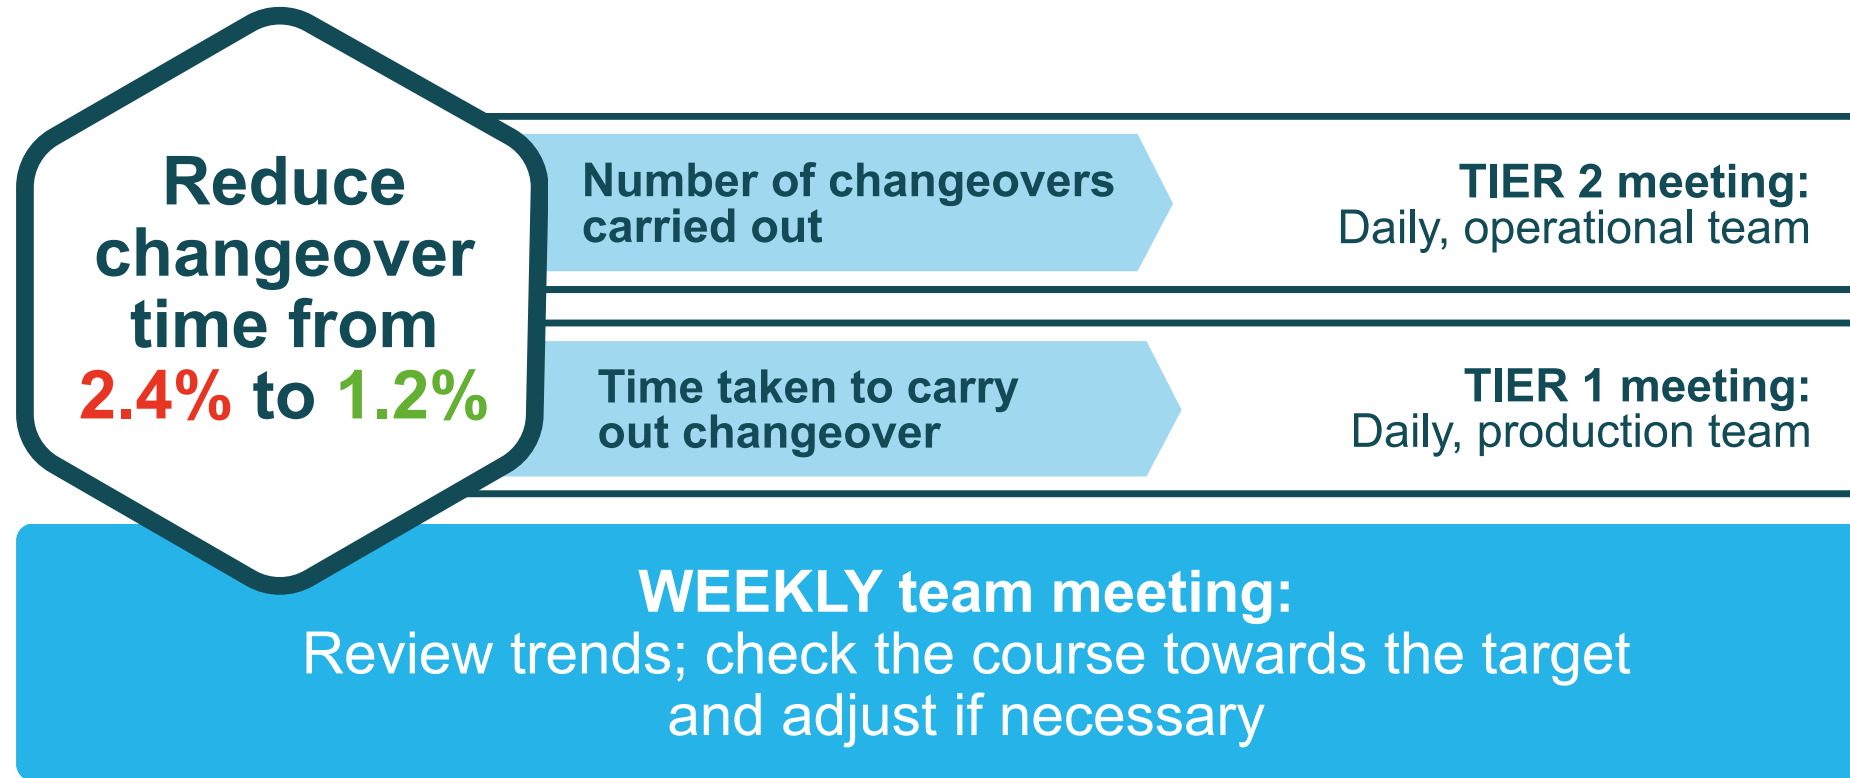 Reduce
changeover
time from
2.4% to 1.2%
Number of changeovers
carried out
TIER 2 meeting:
Daily, operational team
Time taken to carry
out changeover
TIER 1 meeting:
Daily, production team
WEEKLY team meeting:
Review trends; check the course towards the target
and adjust if necessary